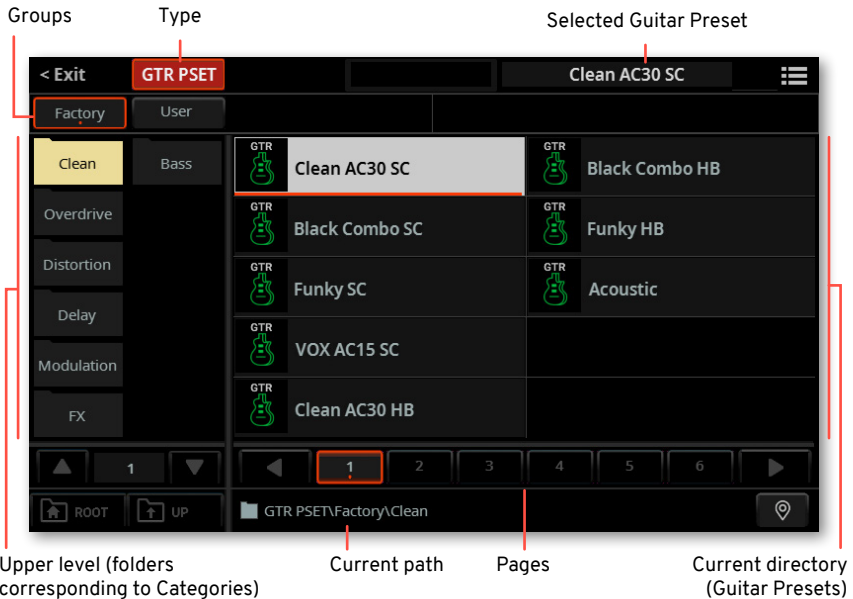 Groups
Type
Selected Guitar Preset
< Exit
GTR PSET
Clean AC30 SC
Factory
User
Clean
Bass
Overdrive
Distortion
Delay
Modulation
FX
GTR
Clean AC30 SC
GTR
Black Combo HB
GTR
Black Combo SC
GTR
Funky HB
GTR
Funky SC
GTR
Acoustic
GTR
VOX AC15 SC
GTR
Clean AC30 HB
1
1
2
3
4
5
6
ROOT
UP
GTR PSET\Factory\Clean
Upper level (folders
corresponding to Categories)
Current path
Pages
Current directory
(Guitar Presets)